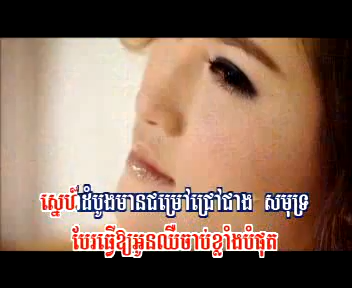 ស្នេហ៍ដំបូងមានជម្រៅជ្រៅជាង សមុទ្រ
បែរធ្វើឱ្យអូនឈឺចាប់ខ្លាំងបំផុត